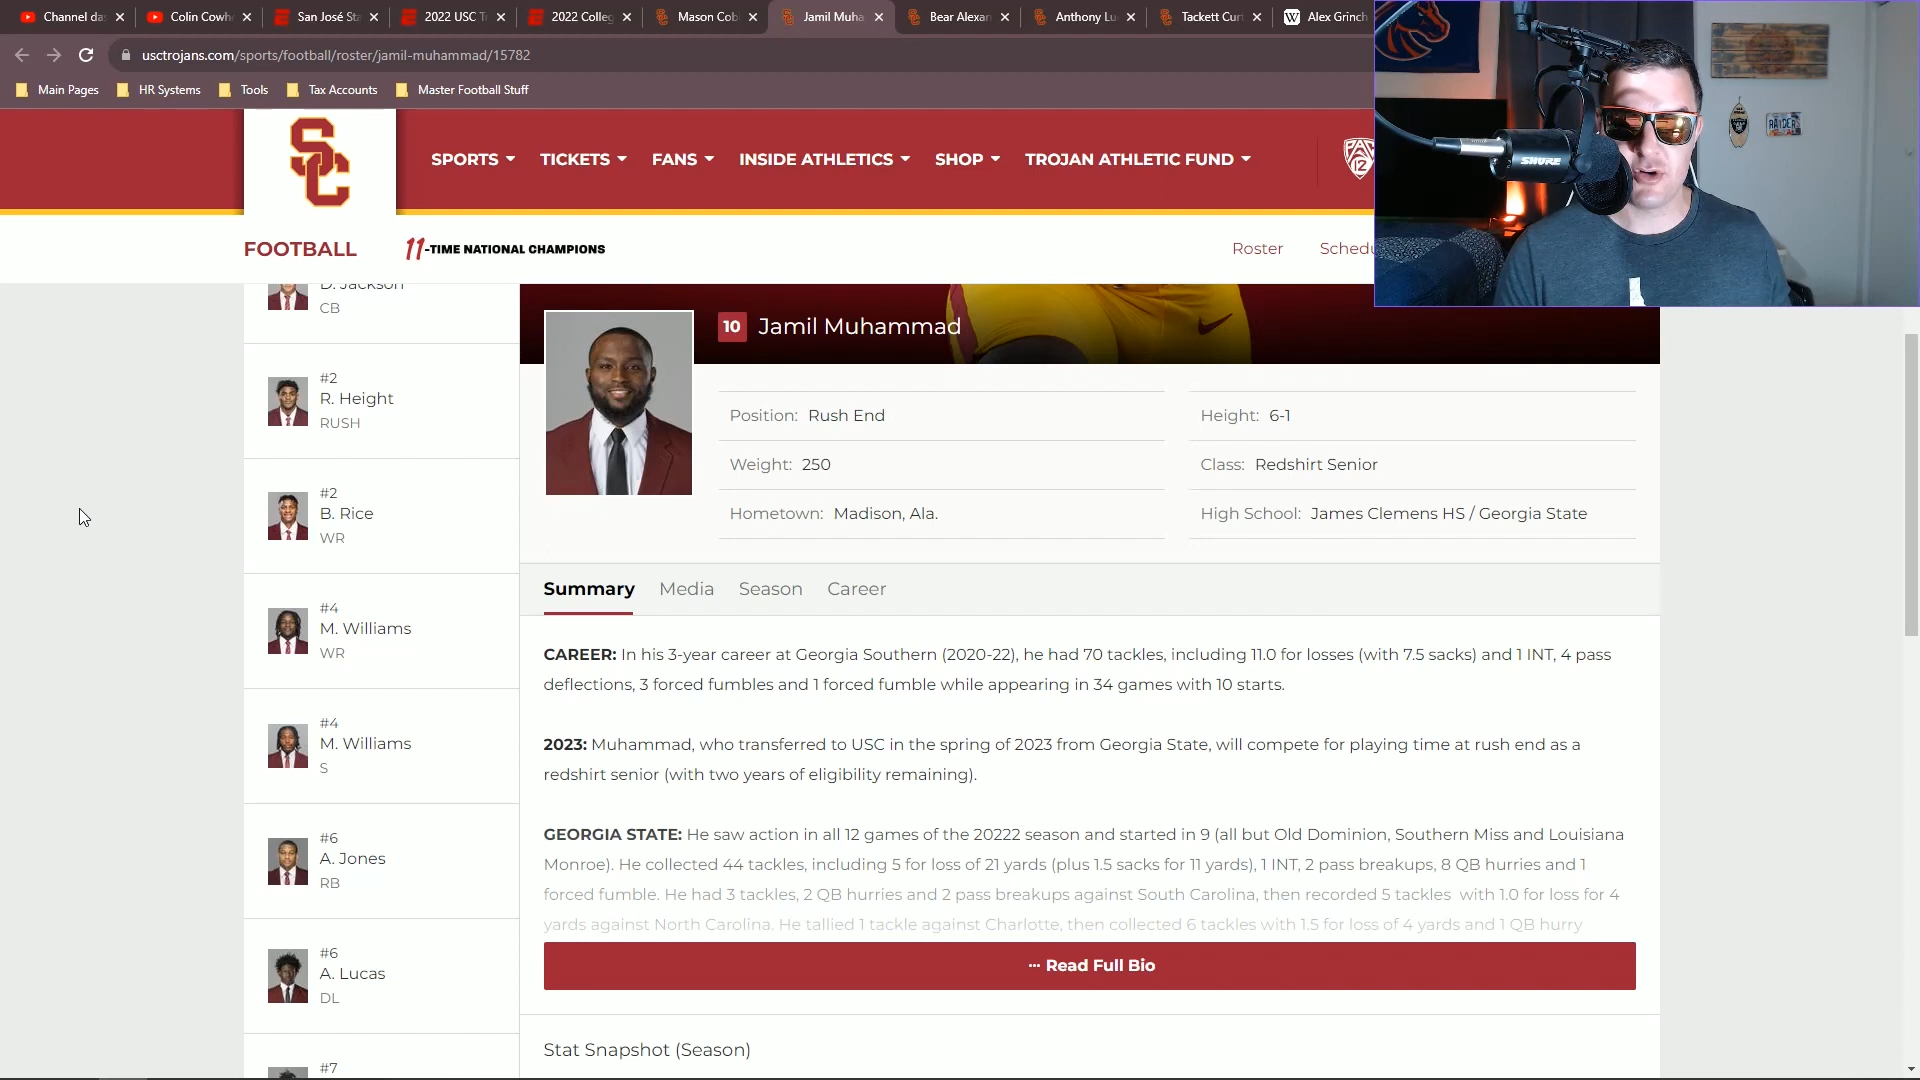 Channel da
Colin Cowh
San José Sta
2022 USC T
2022 Colleg
Mason Cob
Jamil Muha
Bear Alexan
Anthony Lu
Tackett Curt
Alex Grinch
usctrojans.com/sports/football/roster/jamil-muhammad/15782
Main Pages
HR Systems
Tools
Tax Accounts
Master Football Stuff
SC
SPORTS
TICKETS
FANS
INSIDE ATHLETICS
SHOP
TROJAN ATHLETIC FUND
PAC 12
SHURE
RAIDERS
FOOTBALL
11-TIME NATIONAL CHAMPIONS
Roster
Schedu
D. Jackson
CB
#2
R. Height
RUSH
#2
B. Rice
WR
#4
M. Williams
WR
#4
M. Williams
S
#6
A. Jones
RB
#6
A. Lucas
DL
#7
10 Jamil Muhammad
Position: Rush End
Height: 6-1
Weight: 250
Class: Redshirt Senior
Hometown: Madison, Ala.
High School: James Clemens HS / Georgia State
Summary
Media
Season
Career
CAREER: In his 3-year career at Georgia Southern (2020-22), he had 70 tackles, including 11.0 for losses (with 7.5 sacks) and 1 INT, 4 pass
deflections, 3 forced fumbles and 1 forced fumble while appearing in 34 games with 10 starts.
2023: Muhammad, who transferred to USC in the spring of 2023 from Georgia State, will compete for playing time at rush end as a
redshirt senior (with two years of eligibility remaining).
GEORGIA STATE: He saw action in all 12 games of the 20222 season and started in 9 (all but Old Dominion, Southern Miss and Louisiana
Monroe). He collected 44 tackles, including 5 for loss of 21 yards (plus 1.5 sacks for 11 yards), 1 INT, 2 pass breakups, 8 QB hurries and 1
forced fumble. He had 3 tackles, 2 QB hurries and 2 pass breakups against South Carolina, then recorded 5 tackles with 1.0 for loss for 4
yards against North Carolina. He tallied 1 tackle against Charlotte, then collected 6 tackles with 1.5 for loss of 4 yards and 1 QB hurry
··· Read Full Bio
Stat Snapshot (Season)